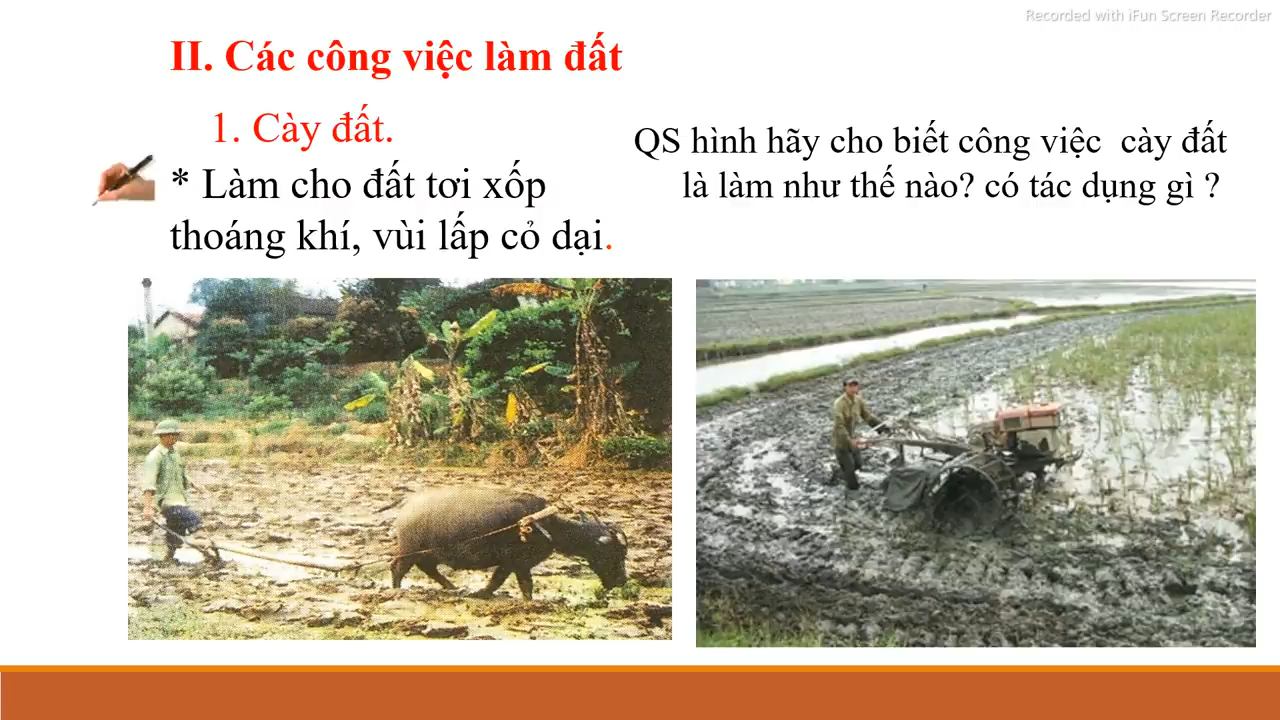 Recorded with iFun Screen Recorder
II. Các công việc làm đất
1. Cày đất.
* Làm cho đất tơi xốp
thoáng khí, vùi lấp cỏ dại.
QS hình hãy cho biết công việc cày đất
là làm như thế nào? có tác dụng gì ?